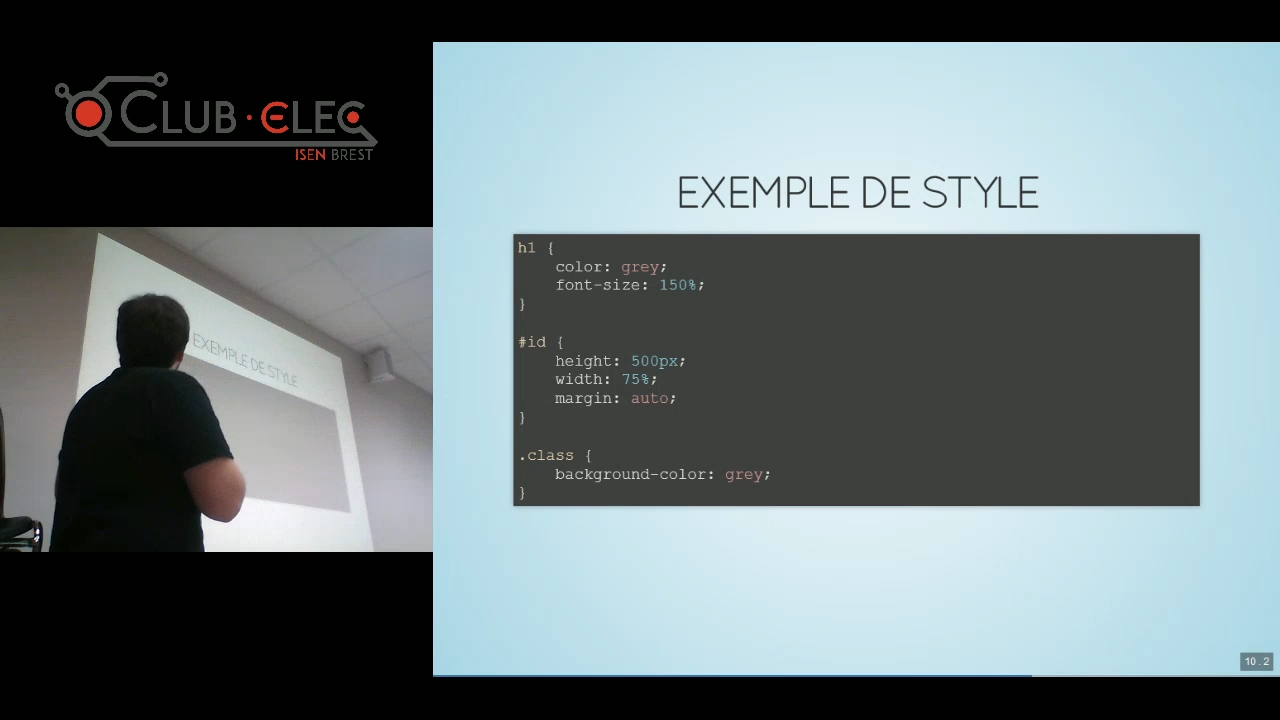 CLUB·ELEC
ISEN BREST
EXEMPLE DE STYLE
EXEMPLE DE STYLE
h1 {
    color: grey;
    font-size: 150%;
}
#id {
    height: 500px;
    width: 75%;
    margin: auto;
}
.class {
    background-color: grey;
}
10.2